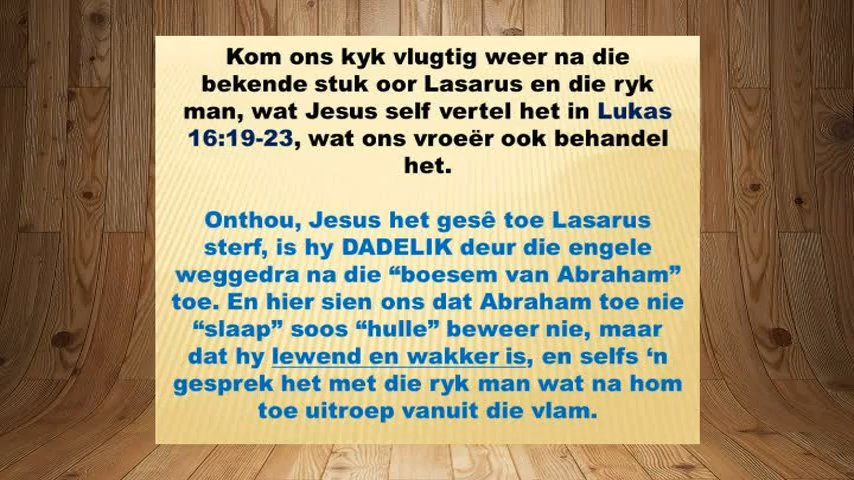 Kom ons kyk vlugtig weer na die
bekende stuk oor Lasarus en die ryk
man, wat Jesus self vertel het in Lukas
16:19-23, wat ons vroeër ook behandel
het.
Onthou, Jesus het gesê toe Lasarus
sterf, is hy DADELIK deur die engele
weggedra na die “boesem van Abraham”
toe. En hier sien ons dat Abraham toe nie
“slaap” soos “hulle” beweer nie, maar
dat hy lewend en wakker is, en selfs ‘n
gesprek het met die ryk man wat na hom
toe uitroep vanuit die vlam.